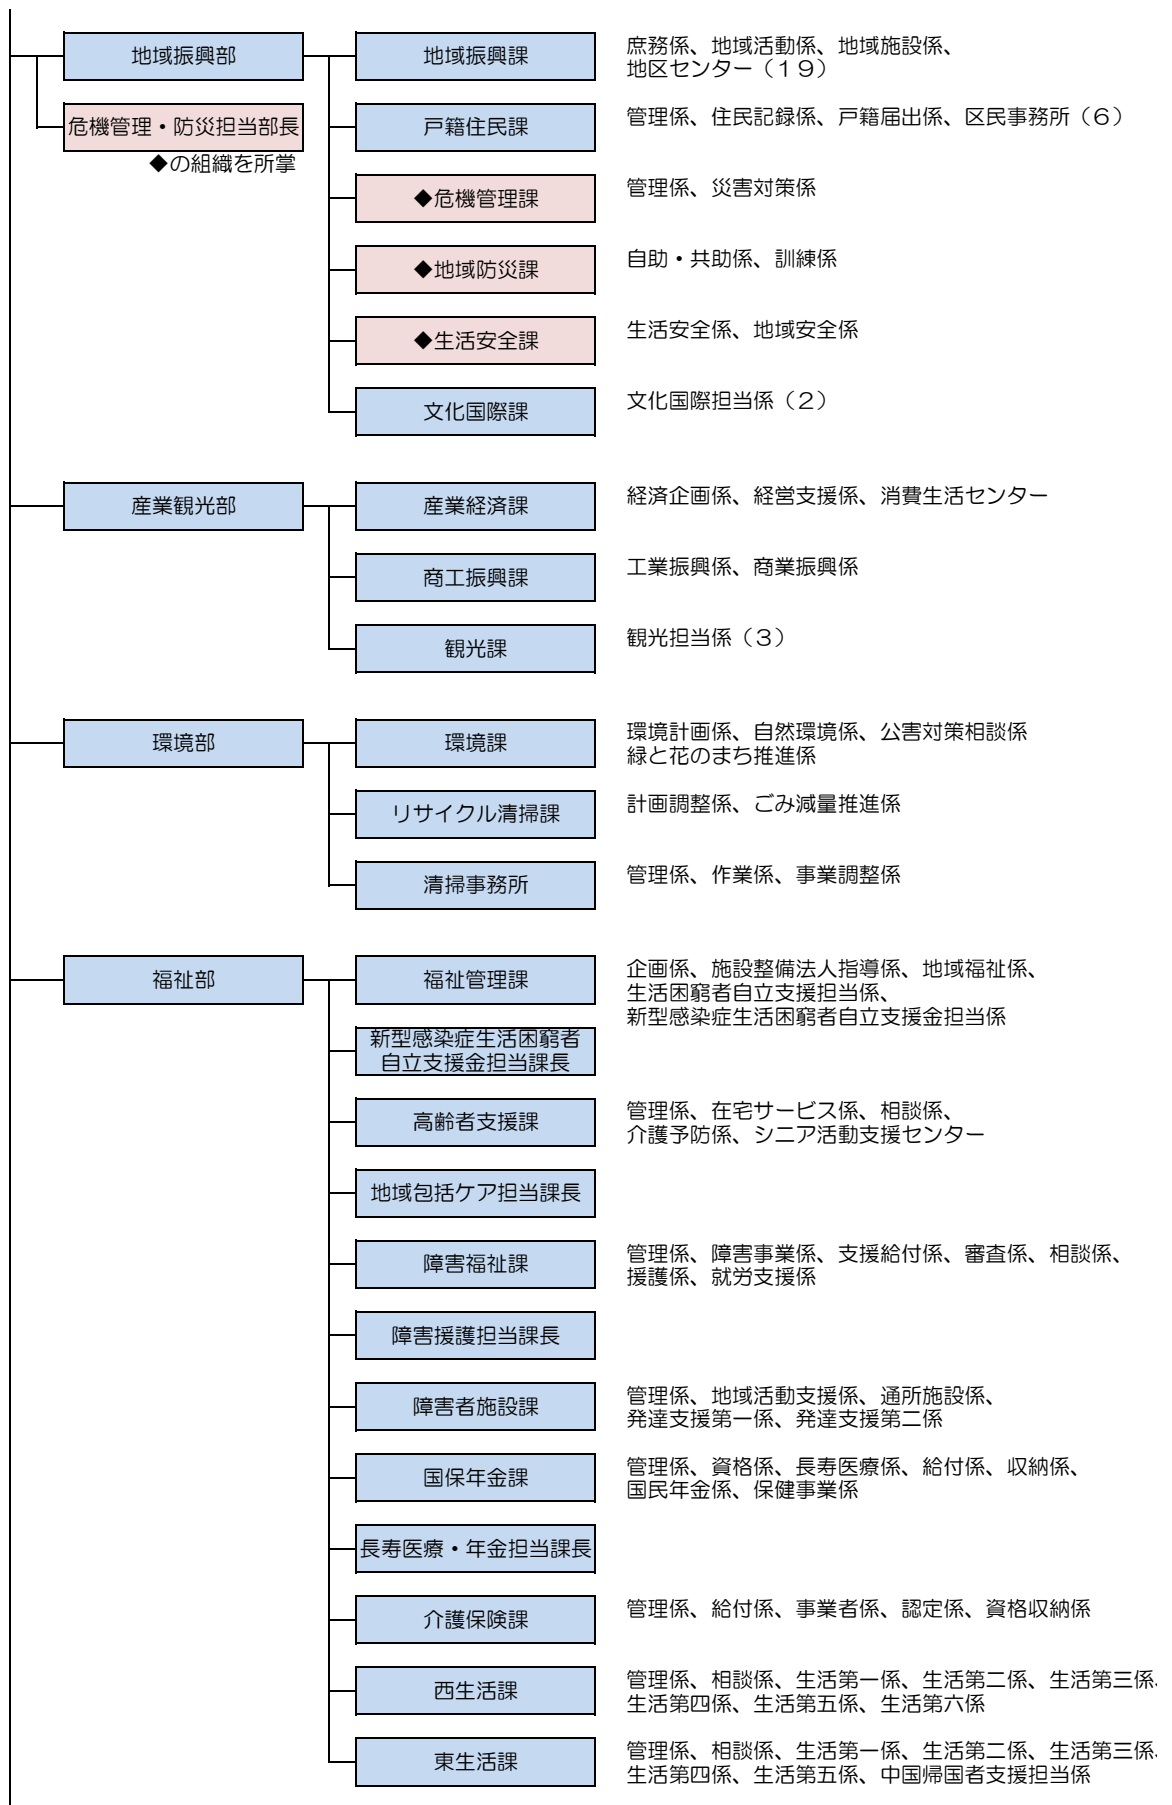 地域振興部
地域振興課
庶務係、地域活動係、地域施設係、
地区センター（１９）
危機管理・防災担当部長
◆の組織を所掌
戸籍住民課
管理係、住民記録係、戸籍届出係、区民事務所（６）
◆危機管理課
管理係、災害対策係
◆地域防災課
自助・共助係、訓練係
◆生活安全課
生活安全係、地域安全係
文化国際課
文化国際担当係（２）
産業観光部
産業経済課
経済企画係、経営支援係、消費生活センター
商工振興課
工業振興係、商業振興係
観光課
観光担当係（３）
環境部
環境課
環境計画係、自然環境係、公害対策相談係
緑と花のまち推進係
リサイクル清掃課
計画調整係、ごみ減量推進係
清掃事務所
管理係、作業係、事業調整係
福祉部
福祉管理課
企画係、施設整備法人指導係、地域福祉係、
生活困窮者自立支援担当係、
新型感染症生活困窮者自立支援金担当係
新型感染症生活困窮者
自立支援金担当課長
高齢者支援課
管理係、在宅サービス係、相談係、
介護予防係、シニア活動支援センター
地域包括ケア担当課長
障害福祉課
管理係、障害事業係、支援給付係、審査係、相談係、
援護係、就労支援係
障害援護担当課長
障害者施設課
管理係、地域活動支援係、通所施設係、
発達支援第一係、発達支援第二係
国保年金課
管理係、資格係、長寿医療係、給付係、収納係、
国民年金係、保健事業係
長寿医療・年金担当課長
介護保険課
管理係、給付係、事業者係、認定係、資格収納係
西生活課
管理係、相談係、生活第一係、生活第二係、生活第三係、
生活第四係、生活第五係、生活第六係
東生活課
管理係、相談係、生活第一係、生活第二係、生活第三係、
生活第四係、生活第五係、中国帰国者支援担当係